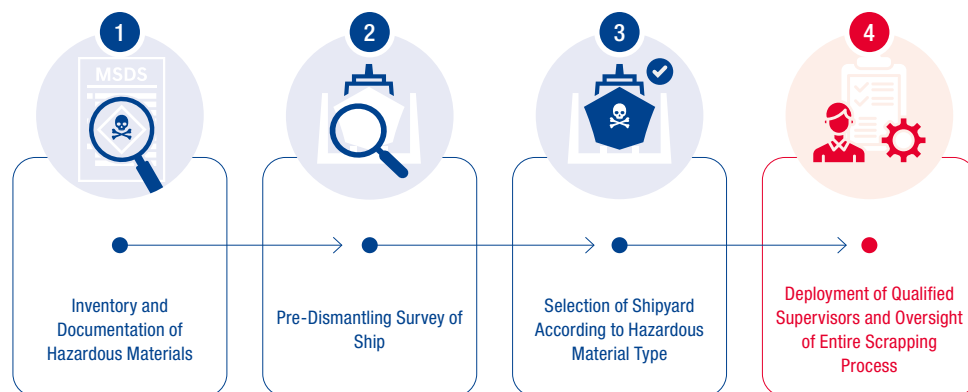 1
2
3
4
MSDS
Inventory and
Documentation of
Hazardous Materials
Pre-Dismantling Survey of
Ship
Selection of Shipyard
According to Hazardous
Material Type
Deployment of Qualified
Supervisors and Oversight
of Entire Scrapping
Process